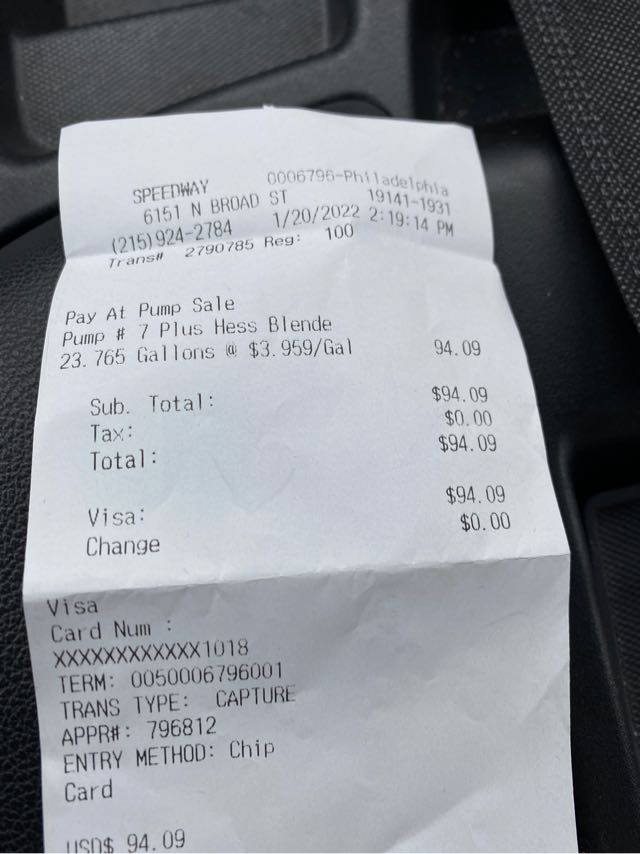 SPEEDWAY 0006796-Philadelphia
6151 N BROAD ST 19141-1931
(215)924-2784 1/20/2022 2:19:14 PM
Trans# 2790785 Reg: 100
Pay At Pump Sale
Pump # 7 Plus Hess Blende
23.765 Gallons @ $3.959/Gal 94.09
Sub. Total: $94.09
Tax: $0.00
Total: $94.09
Visa: $94.09
Change $0.00
Visa
Card Num :
XXXXXXXXXXXX1018
TERM: 0050006796001
TRANS TYPE: CAPTURE
APPR#: 796812
ENTRY METHOD: Chip
Card
USD$ 94.09